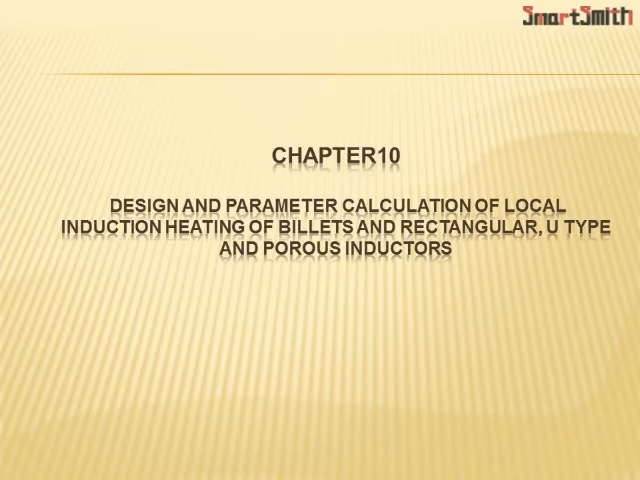 SmartSmith
CHAPTER10
DESIGN AND PARAMETER CALCULATION OF LOCAL
INDUCTION HEATING OF BILLETS AND RECTANGULAR, U TYPE
AND POROUS INDUCTORS